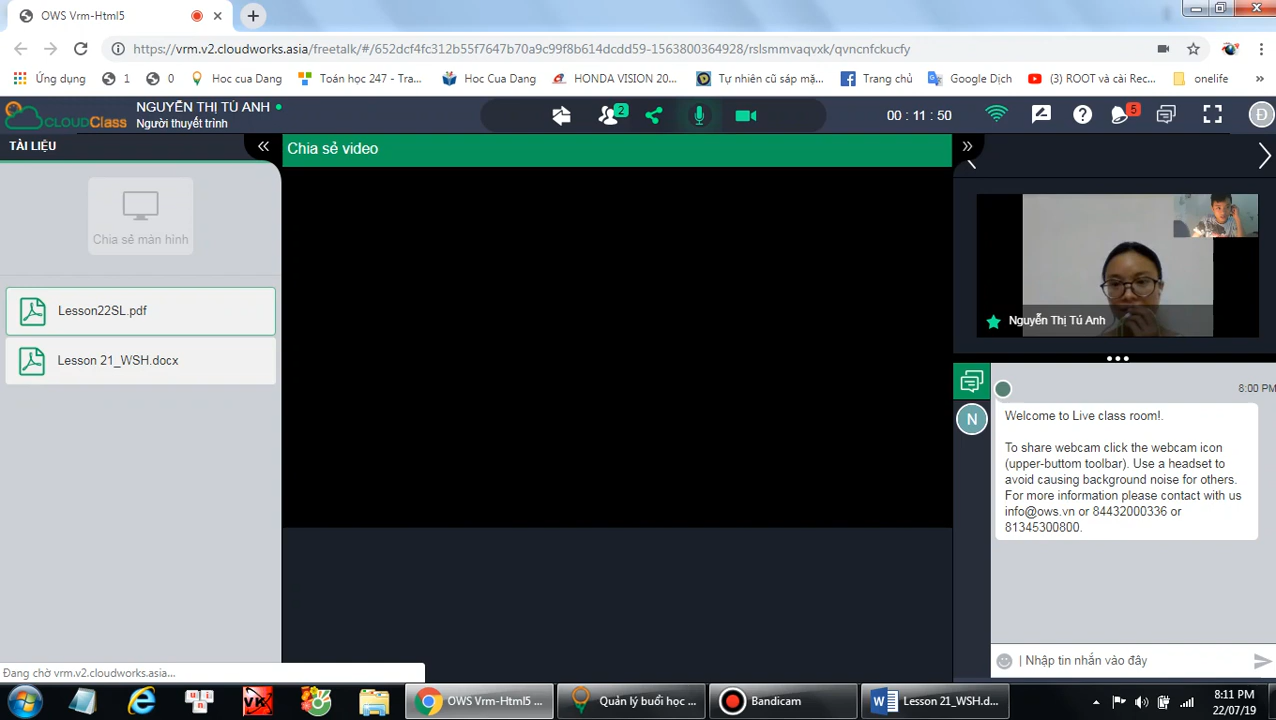 OWS Vrm-Html5
https://vrm.v2.cloudworks.asia/freetalk/#/652dcf4fc312b55f7647b70a9c99f8b614dcdd59-1563800364928/rslsmmvaqvxk/qvncnfckucfy
Ứng dụng 1 0 Hoc cua Dang Toán học 247 - Tra... Học Cua Dang HONDA VISION 20... Tự nhiên cũ sáp mặ... Trang chủ Google Dịch (3) ROOT và cài Rec... onelife »
CLOUDClass
NGUYỄN THỊ TÚ ANH
Người thuyết trình
2
00 : 11 : 50
5
Đ
TÀI LIỆU
Chia sẻ màn hình
Lesson22SL.pdf
Lesson 21_WSH.docx
Chia sẻ video
Nguyễn Thị Tú Anh
8:00 PM
N
Welcome to Live class room!.
To share webcam click the webcam icon
(upper-buttom toolbar). Use a headset to
avoid causing background noise for others.
For more information please contact with us
info@ows.vn or 84432000336 or
81345300800.
Nhập tin nhắn vào đây
Đang chờ vrm.v2.cloudworks.asia...
OWS Vrm-Html5 ...
Quản lý buổi học ...
Bandicam
Lesson 21_WSH.d...
8:11 PM
22/07/19